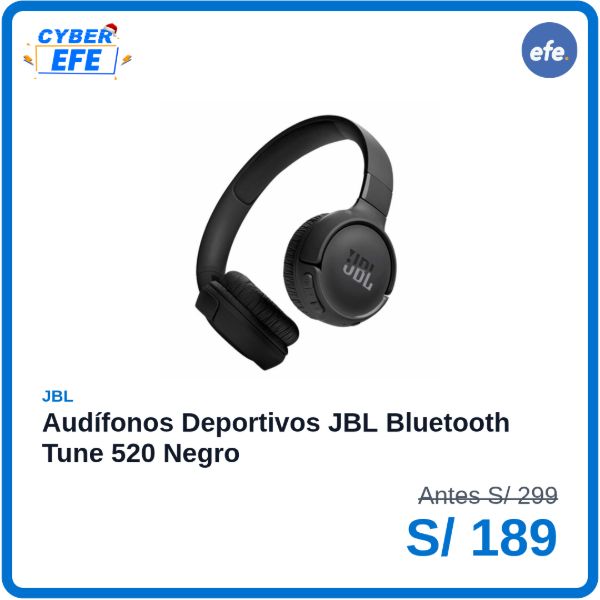 CYBER
EFE
efe.
JBL
JBL
Audífonos Deportivos JBL Bluetooth
Tune 520 Negro
Antes S/ 299
S/ 189